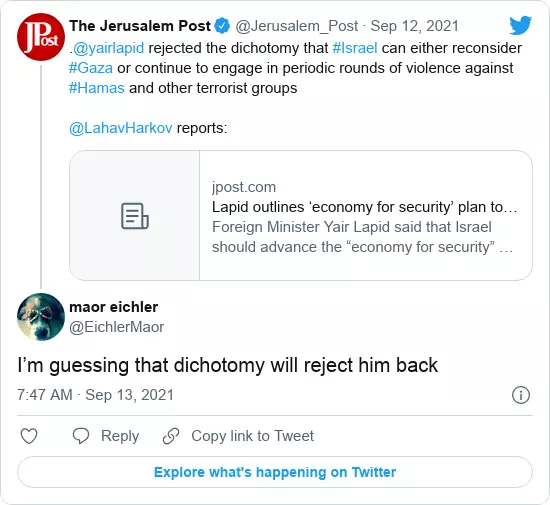 JPost
The Jerusalem Post @Jerusalem_Post · Sep 12, 2021
.@yairlapid rejected the dichotomy that #Israel can either reconsider
#Gaza or continue to engage in periodic rounds of violence against
#Hamas and other terrorist groups
@LahavHarkov reports:
jpost.com
Lapid outlines ‘economy for security’ plan to…
Foreign Minister Yair Lapid said that Israel
should advance the “economy for security” …
maor eichler
@EichlerMaor
I’m guessing that dichotomy will reject him back
7:47 AM · Sep 13, 2021
Reply Copy link to Tweet
Explore what's happening on Twitter